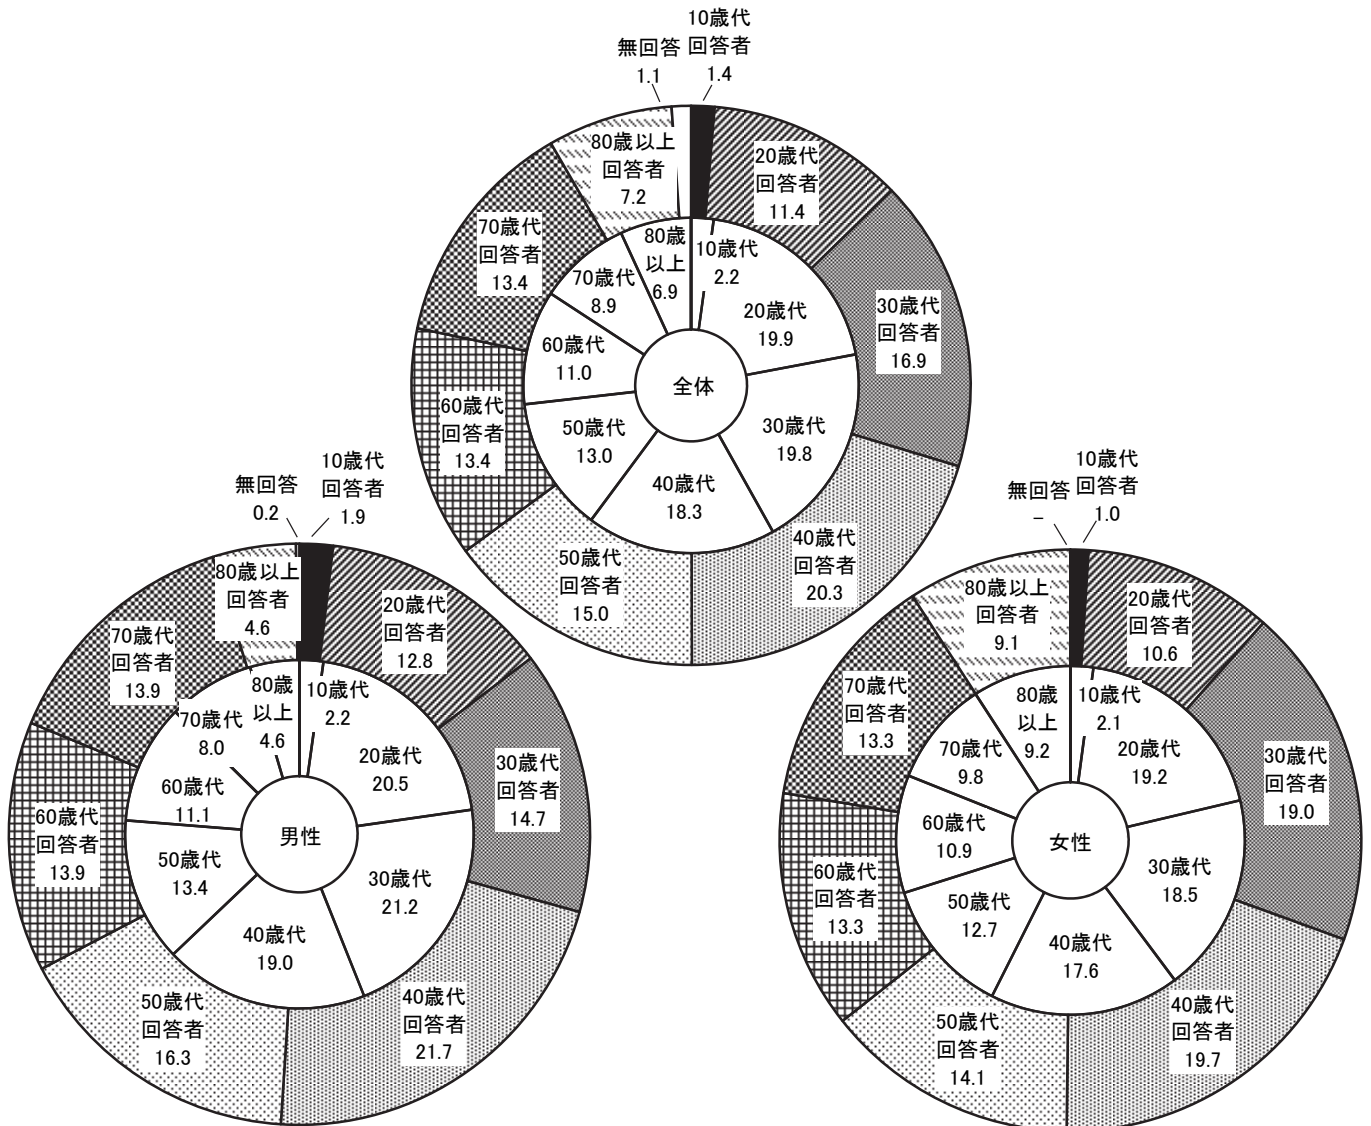 無回答
1.1
10歳代
回答者
1.4
20歳代
回答者
11.4
30歳代
回答者
16.9
40歳代
回答者
20.3
50歳代
回答者
15.0
60歳代
回答者
13.4
70歳代
回答者
13.4
80歳以上
回答者
7.2
10歳代
2.2
20歳代
19.9
30歳代
19.8
40歳代
18.3
50歳代
13.0
60歳代
11.0
70歳代
8.9
80歳
以上
6.9
全体
無回答
0.2
10歳代
回答者
1.9
20歳代
回答者
12.8
30歳代
回答者
14.7
40歳代
回答者
21.7
50歳代
回答者
16.3
60歳代
回答者
13.9
70歳代
回答者
13.9
80歳以上
回答者
4.6
10歳代
2.2
20歳代
20.5
30歳代
21.2
40歳代
19.0
50歳代
13.4
60歳代
11.1
70歳代
8.0
80歳
以上
4.6
男性
無回答
－
10歳代
回答者
1.0
20歳代
回答者
10.6
30歳代
回答者
19.0
40歳代
回答者
19.7
50歳代
回答者
14.1
60歳代
回答者
13.3
70歳代
回答者
13.3
80歳以上
回答者
9.1
10歳代
2.1
20歳代
19.2
30歳代
18.5
40歳代
17.6
50歳代
12.7
60歳代
10.9
70歳代
9.8
80歳
以上
9.2
女性